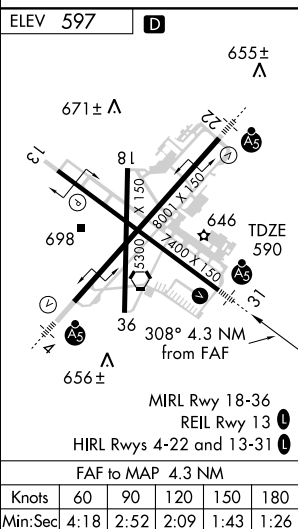 ELEV 597 D
655±
671±
22
V
A5
13
18
P
8001 X 150
5300 X 150
7400 X 150
698
646
TDZE
590
A5
V
V
31
4
A5
36
308° 4.3 NM
from FAF
656±
MIRL Rwy 18-36
REIL Rwy 13 L
HIRL Rwys 4-22 and 13-31 L
FAF to MAP 4.3 NM
Knots 60 90 120 150 180
Min:Sec 4:18 2:52 2:09 1:43 1:26